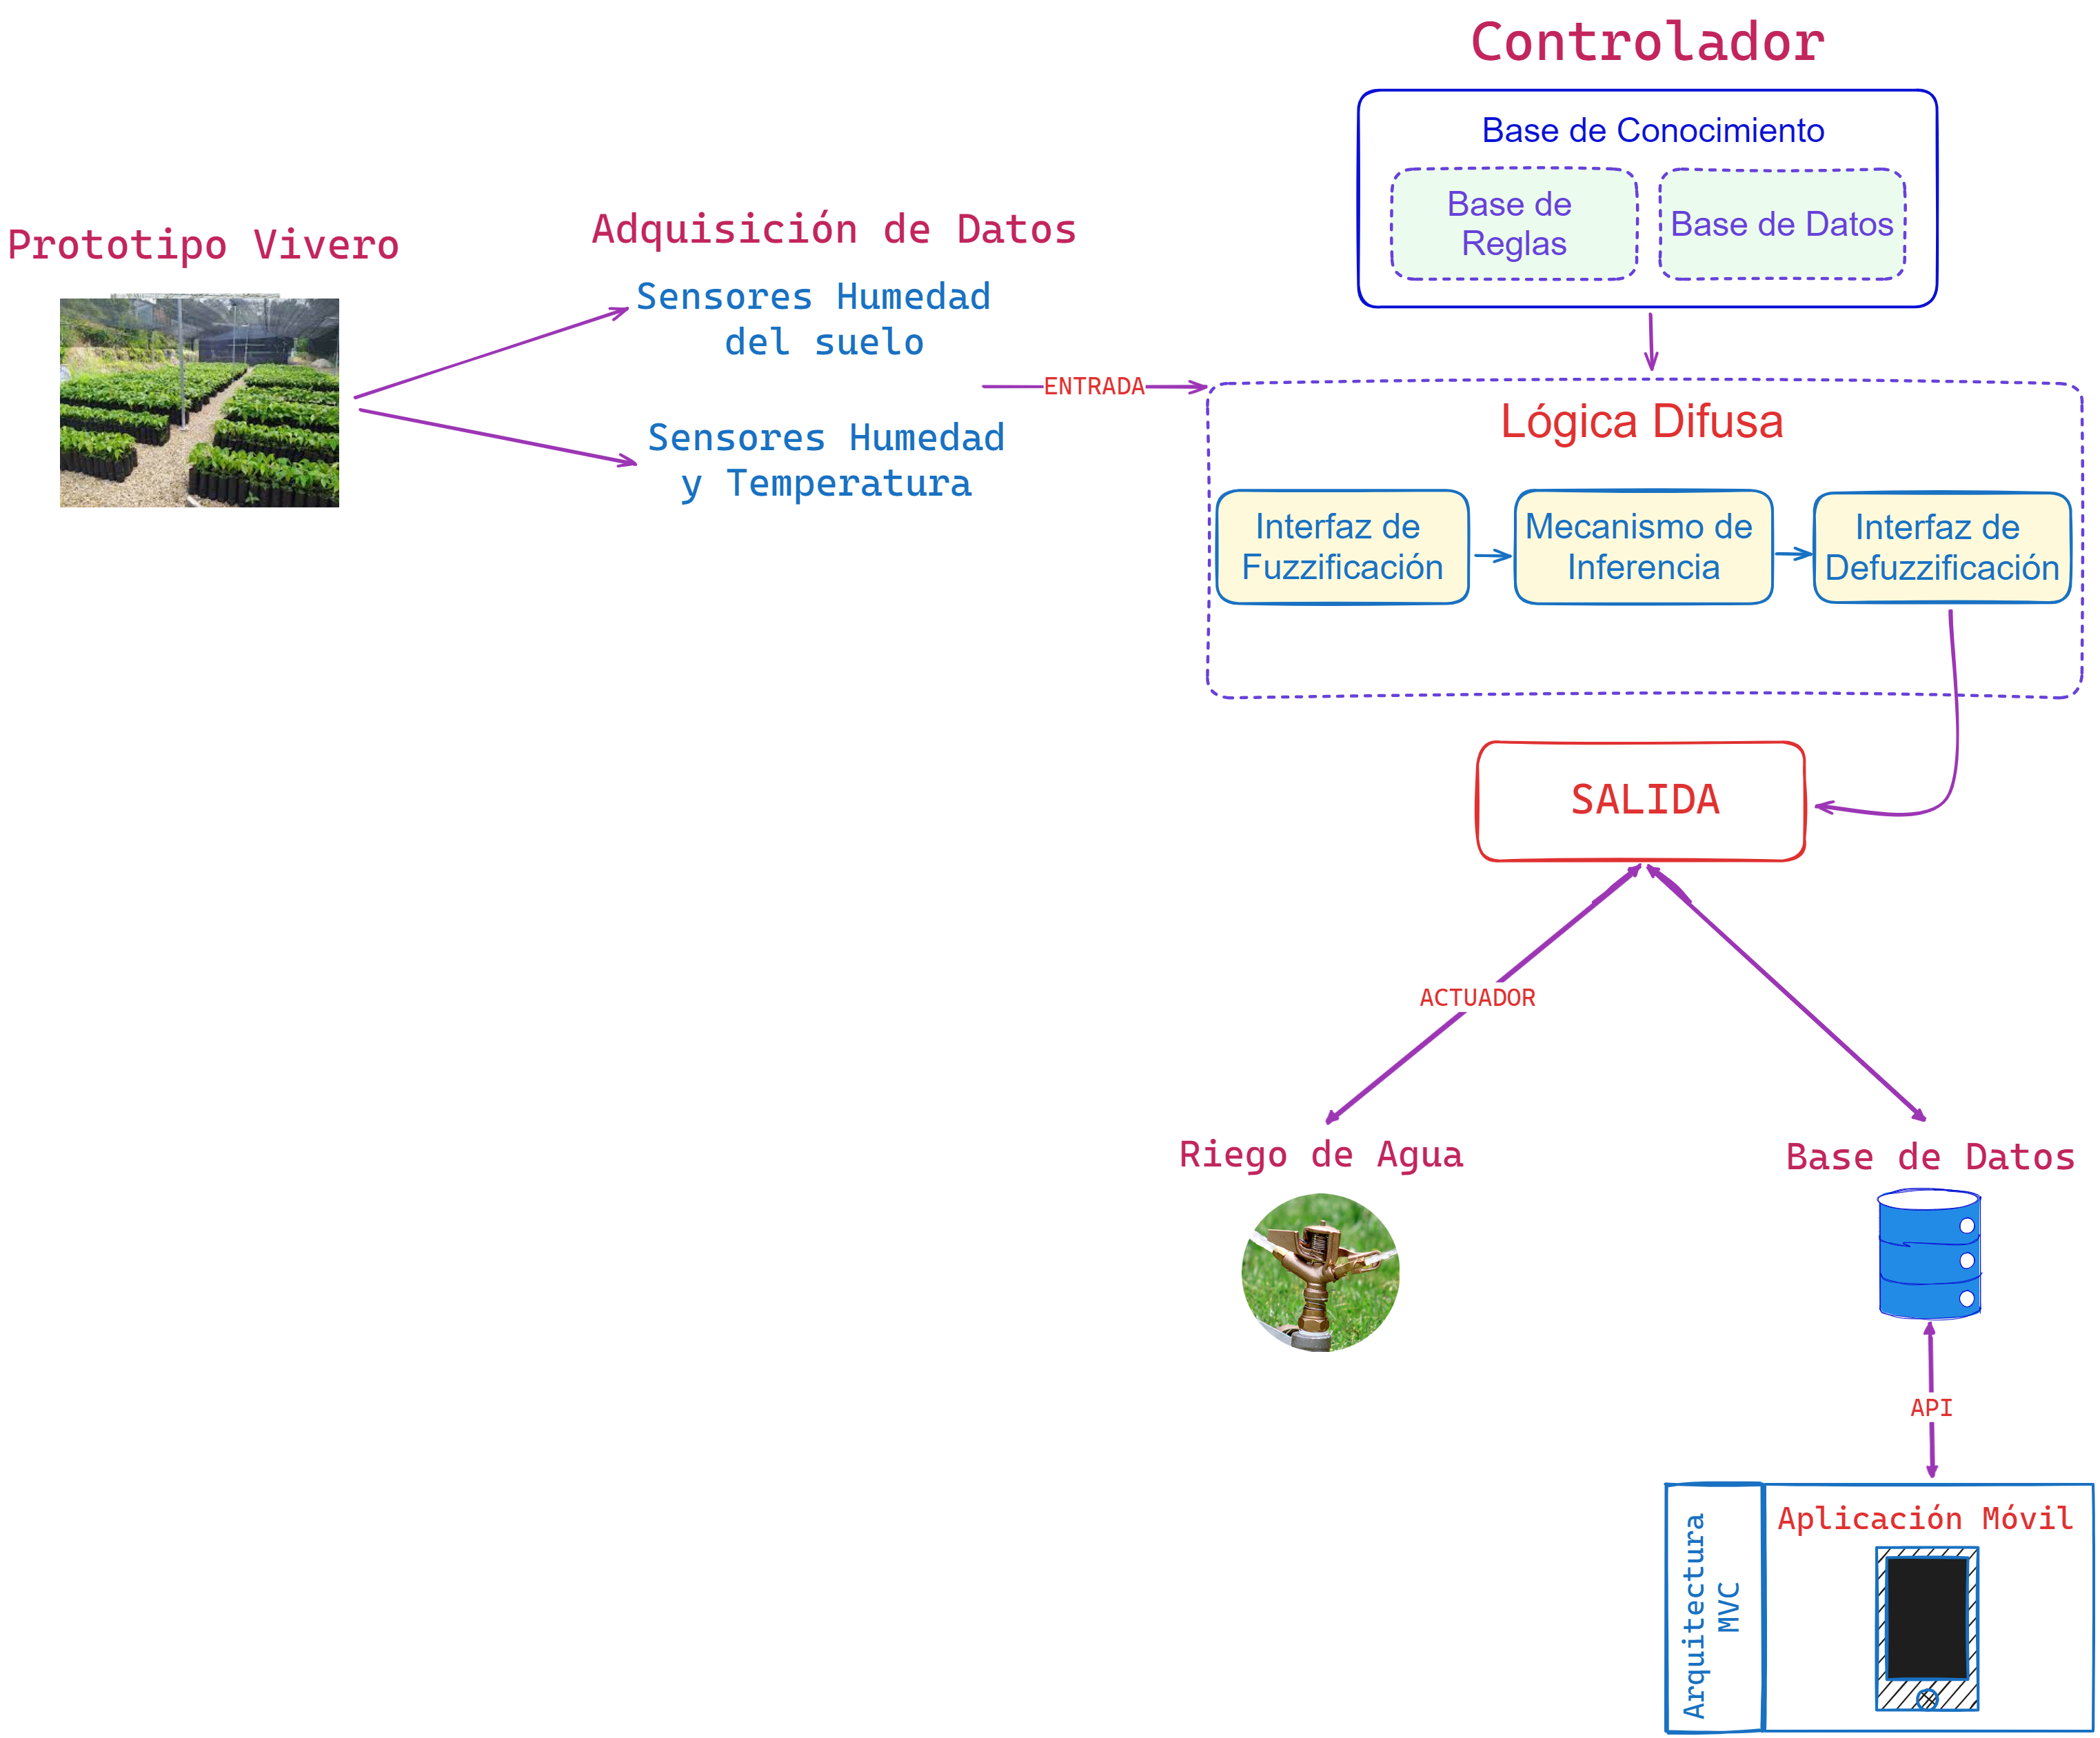 Controlador
Base de Conocimiento
Base de
Reglas
Base de Datos
Prototipo Vivero
Adquisición de Datos
Sensores Humedad
del suelo
Sensores Humedad
y Temperatura
ENTRADA
Lógica Difusa
Interfaz de
Fuzzificación
Mecanismo de
Inferencia
Interfaz de
Defuzzificación
SALIDA
ACTUADOR
Riego de Agua
Base de Datos
API
Arquitectura
MVC
Aplicación Móvil